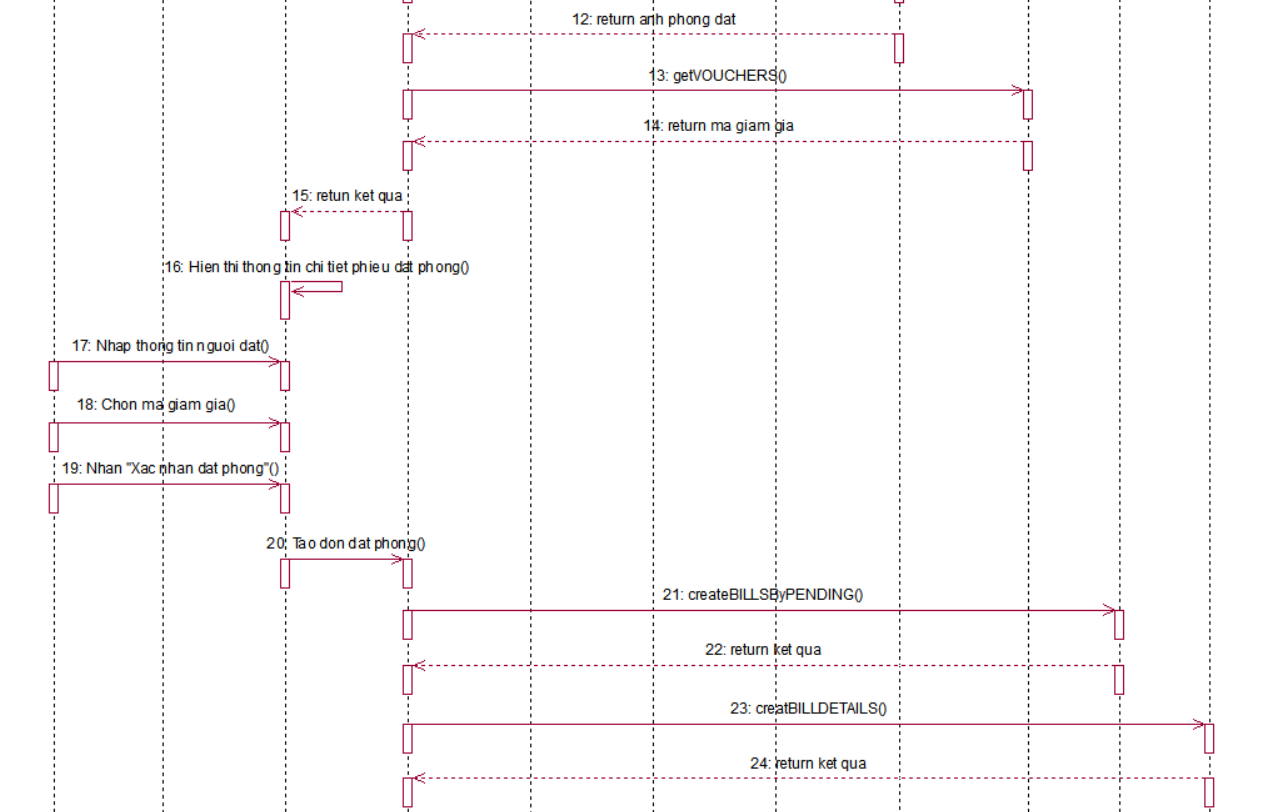 12: return anh phong dat
13: getVOUCHERS()
14: return ma giam gia
15: retun ket qua
16: Hien thi thong tin chi tiet phieu dat phong()
17: Nhap thong tin nguoi dat()
18: Chon ma giam gia()
19: Nhan "Xac nhan dat phong"()
20: Tao don dat phong()
21: createBILLSByPENDING()
22: return ket qua
23: creatBILLDETAILS()
24: return ket qua